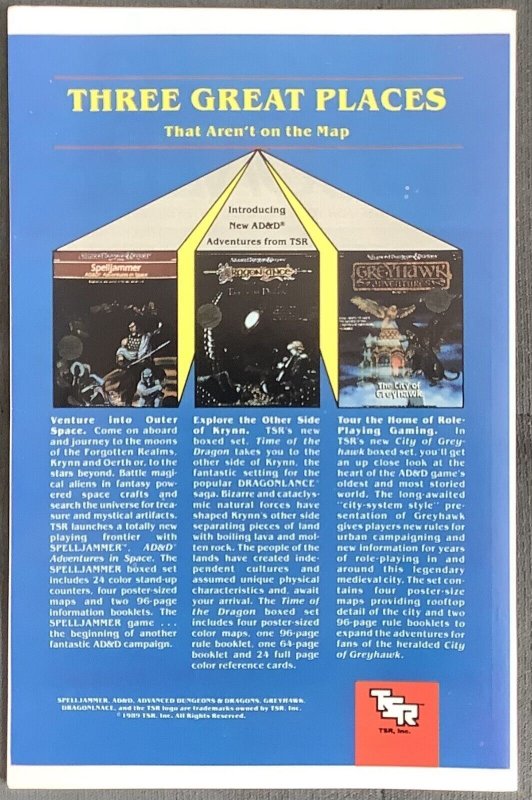 THREE GREAT PLACES
That Aren't on the Map
Introducing
New AD&D®
Adventures from TSR
Advanced Dungeons & Dragons
Spelljammer
AD&D Adventures in Space
Advanced Dungeons & Dragons
DRAGONLANCE
Advanced Dungeons & Dragons
GREYHAWK
ADVENTURES
The City of
Greyhawk
Venture into Outer
Space. Come on aboard
and journey to the moons
of the Forgotten Realms,
Krynn and Oerth or, to the
stars beyond. Battle magi-
cal aliens in fantasy pow-
ered space crafts and
search the universe for trea-
sure and mystical artifacts.
TSR launches a totally new
playing frontier with
SPELLJAMMER™, AD&D®
Adventures in Space. The
SPELLJAMMER boxed set
includes 24 color stand-up
counters, four poster-sized
maps and two 96-page
information booklets. The
SPELLJAMMER game . . .
the beginning of another
fantastic AD&D campaign.
Explore the Other Side
of Krynn. TSR's new
boxed set, Time of the
Dragon takes you to the
other side of Krynn, the
fantastic setting for the
popular DRAGONLANCE®
saga. Bizarre and cataclys-
mic natural forces have
shaped Krynn's other side
separating pieces of land
with boiling lava and mol-
ten rock. The people of the
lands have created inde-
pendent cultures and
assumed unique physical
characteristics and, await
your arrival. The Time of
the Dragon boxed set
includes four poster-sized
color maps, one 96-page
rule booklet, one 64-page
booklet and 24 full page
color reference cards.
Tour the Home of Role-
Playing Gaming. In
TSR's new City of Grey-
hawk boxed set, you'll get
an up close look at the
heart of the AD&D game's
oldest and most storied
world. The long-awaited
"city-system style" pre-
sentation of Greyhawk
gives players new rules for
urban campaigning and
new information for years
of role-playing in and
around this legendary
medieval city. The set con-
tains four poster-size
maps providing rooftop
detail of the city and two
96-page rule booklets to
expand the adventures for
fans of the heralded City
of Greyhawk.
SPELLJAMMER, AD&D, ADVANCED DUNGEONS & DRAGONS, GREYHAWK,
DRAGONLNACE, and the TSR logo are trademarks owned by TSR, Inc.
©1989 TSR, Inc. All Rights Reserved.
TSR
TSR, Inc.